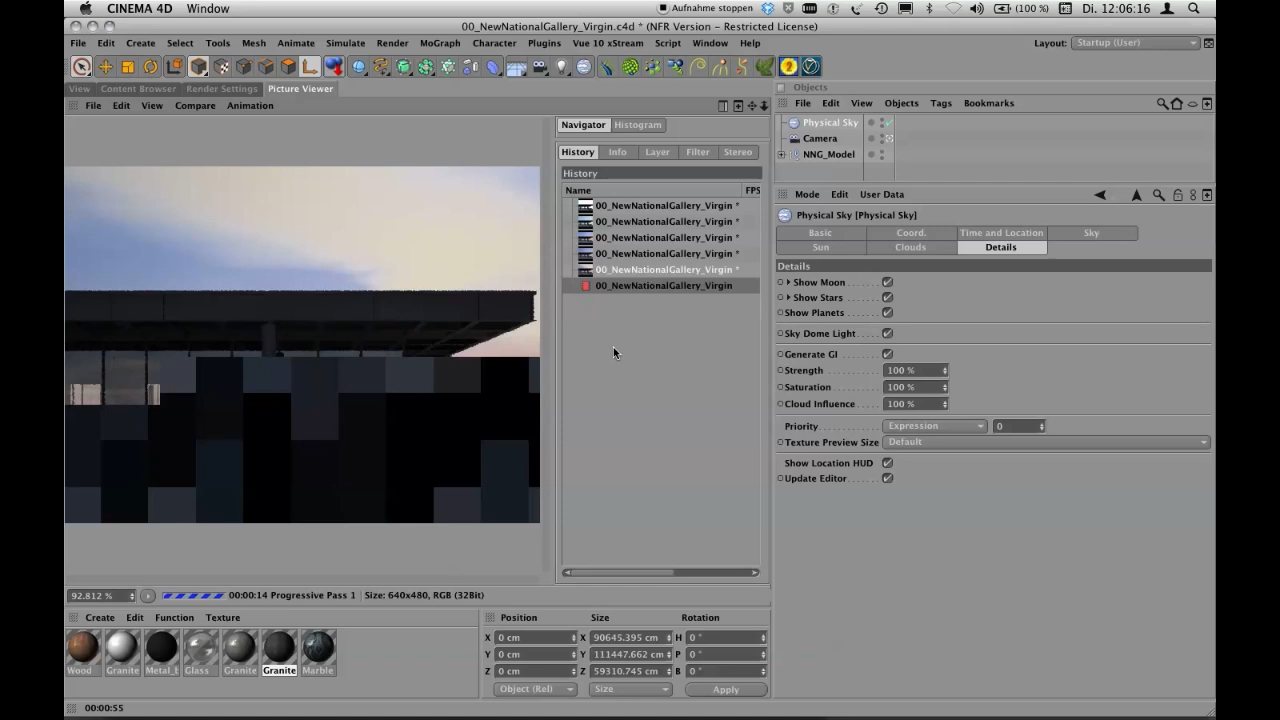 CINEMA 4D Window Aufnahme stoppen (100 %) Di. 12:06:16
00_NewNationalGallery_Virgin.c4d * (NFR Version - Restricted License)
File Edit Create Select Tools Mesh Animate Simulate Render MoGraph Character Plugins Vue 10 xStream Script Window Help Layout: Startup (User)
View Content Browser Render Settings Picture Viewer Objects
File Edit View Compare Animation
File Edit View Objects Tags Bookmarks
Navigator Histogram
Physical Sky
Camera
NNG_Model
History Info Layer Filter Stereo
History
Name FPS
00_NewNationalGallery_Virgin *
00_NewNationalGallery_Virgin *
00_NewNationalGallery_Virgin *
00_NewNationalGallery_Virgin *
00_NewNationalGallery_Virgin *
00_NewNationalGallery_Virgin
Mode Edit User Data
Physical Sky [Physical Sky]
Basic Coord. Time and Location Sky
Sun Clouds Details
Details
Show Moon
Show Stars
Show Planets
Sky Dome Light
Generate GI
Strength 100 %
Saturation 100 %
Cloud Influence 100 %
Priority Expression 0
Texture Preview Size Default
Show Location HUD
Update Editor
92.812 % 00:00:14 Progressive Pass 1 Size: 640x480, RGB (32Bit)
Create Edit Function Texture
Wood Granite Metal_ Glass Granite Granite Marble
Position Size Rotation
X 0 cm X 90645.395 cm H 0 °
Y 0 cm Y 111447.662 cm P 0 °
Z 0 cm Z 59310.745 cm B 0 °
Object (Rel) Size Apply
00:00:55